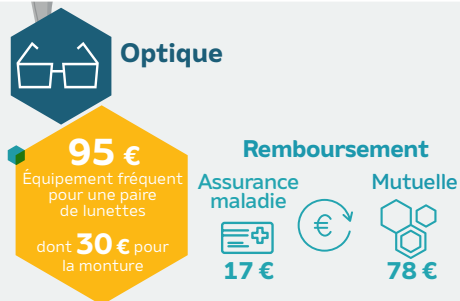 Optique
95 €
Équipement fréquent
pour une paire
de lunettes
dont 30 € pour
la monture
Remboursement
Assurance
maladie
€
17 €
Mutuelle
78 €